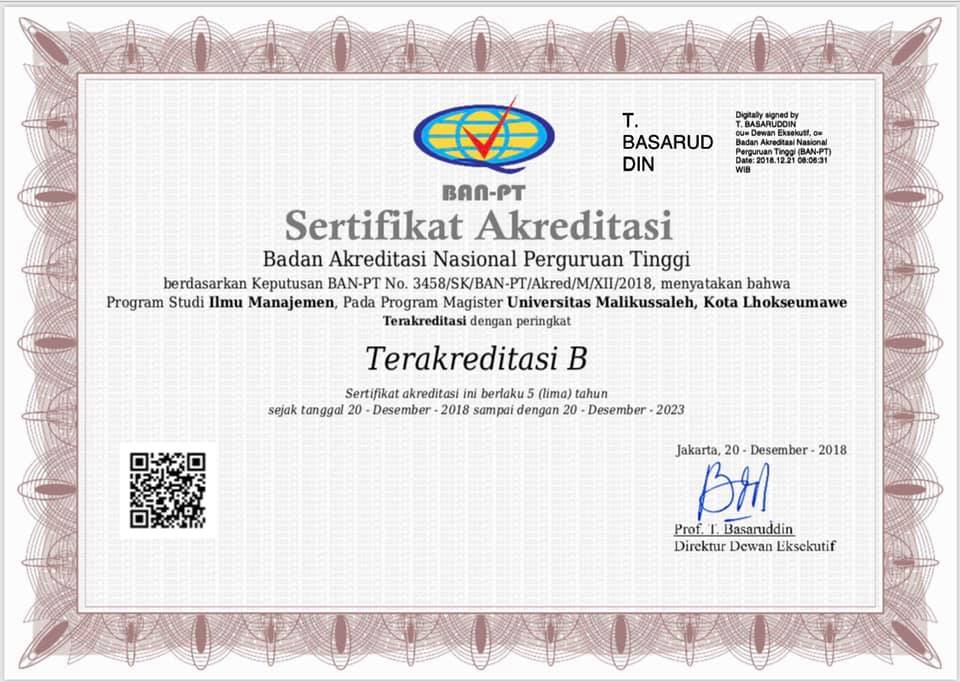 T.
BASARUD
DIN
Digitally signed by
T. BASARUDDIN
ou= Dewan Eksekutif, o=
Badan Akreditasi Nasional
Perguruan Tinggi (BAN-PT)
Date: 2018.12.21 08:06:31
WIB
BAN-PT
Sertifikat Akreditasi
Badan Akreditasi Nasional Perguruan Tinggi
berdasarkan Keputusan BAN-PT No. 3458/SK/BAN-PT/Akred/M/XII/2018, menyatakan bahwa
Program Studi Ilmu Manajemen, Pada Program Magister Universitas Malikussaleh, Kota Lhokseumawe
Terakreditasi dengan peringkat
Terakreditasi B
Sertifikat akreditasi ini berlaku 5 (lima) tahun
sejak tanggal 20 - Desember - 2018 sampai dengan 20 - Desember - 2023
Jakarta, 20 - Desember - 2018
Prof. T. Basaruddin
Direktur Dewan Eksekutif